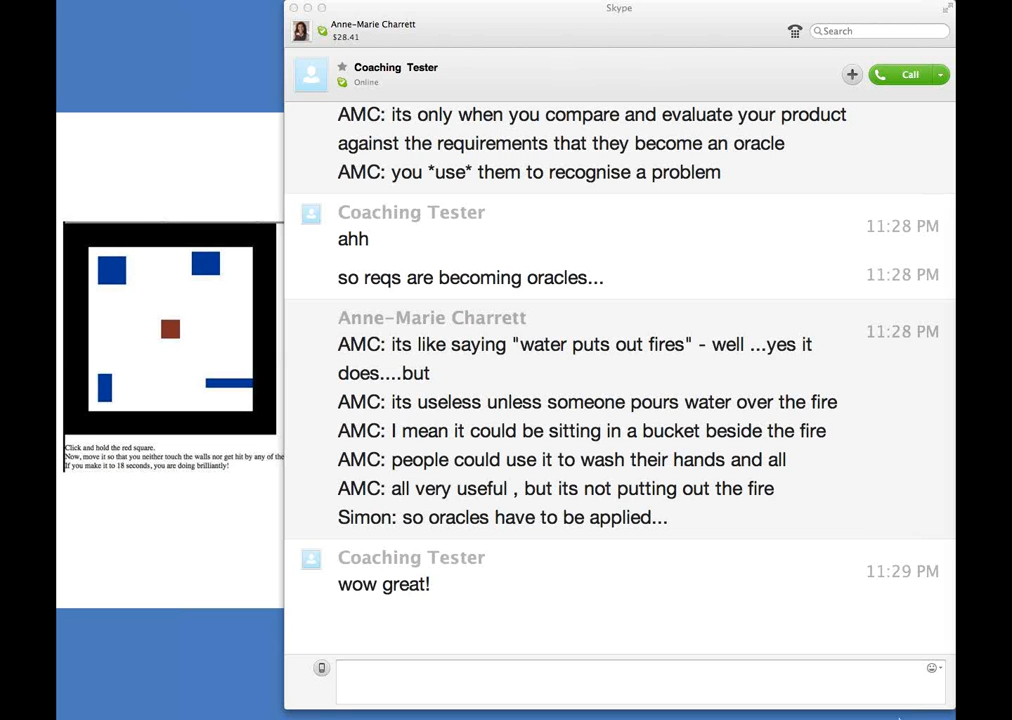 Skype
Anne-Marie Charrett
$28.41
Search
Coaching Tester
Online
Call
AMC: its only when you compare and evaluate your product
against the requirements that they become an oracle
AMC: you *use* them to recognise a problem
Coaching Tester
11:28 PM
ahh
so reqs are becoming oracles...
11:28 PM
Anne-Marie Charrett
11:28 PM
AMC: its like saying "water puts out fires" - well ...yes it
does....but
AMC: its useless unless someone pours water over the fire
AMC: I mean it could be sitting in a bucket beside the fire
AMC: people could use it to wash their hands and all
AMC: all very useful , but its not putting out the fire
Simon: so oracles have to be applied...
Coaching Tester
11:29 PM
wow great!
Click and hold the red square.
Now, move it so that you neither touch the walls nor get hit by any of the
If you make it to 18 seconds, you are doing brilliantly!